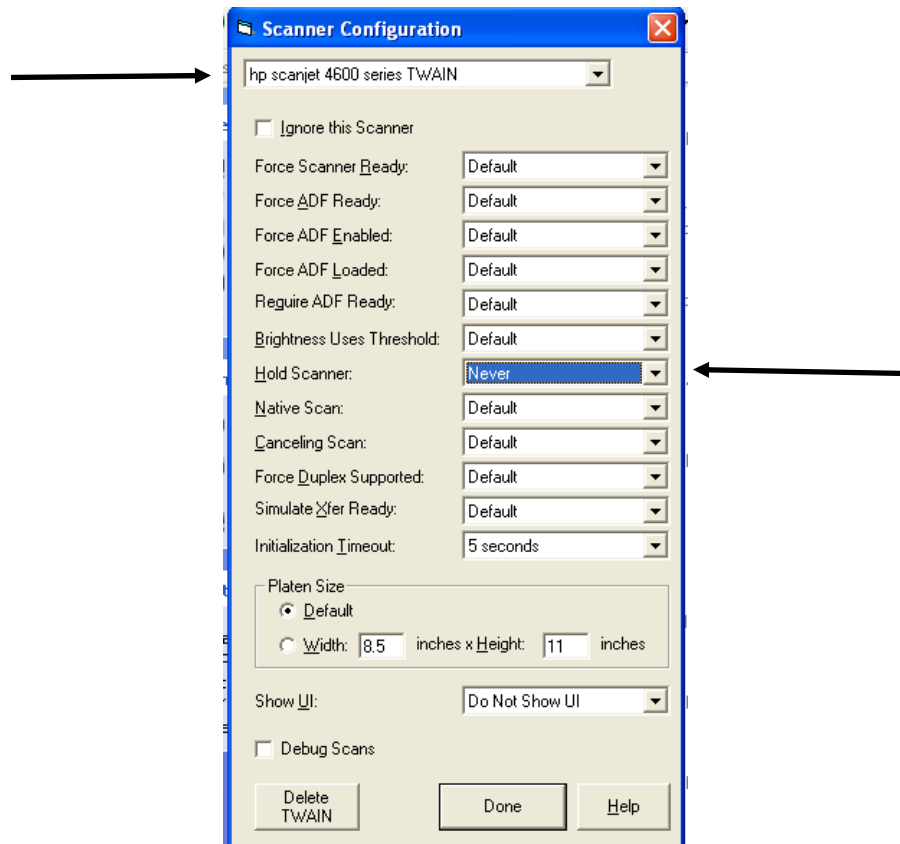 Scanner Configuration
hp scanjet 4600 series TWAIN
Ignore this Scanner
Force Scanner Ready: Default
Force ADF Ready: Default
Force ADF Enabled: Default
Force ADF Loaded: Default
Require ADF Ready: Default
Brightness Uses Threshold: Default
Hold Scanner: Never
Native Scan: Default
Canceling Scan: Default
Force Duplex Supported: Default
Simulate Xfer Ready: Default
Initialization Timeout: 5 seconds
Platen Size
Default
Width: 8.5 inches x Height: 11 inches
Show UI: Do Not Show UI
Debug Scans
Delete
TWAIN
Done
Help